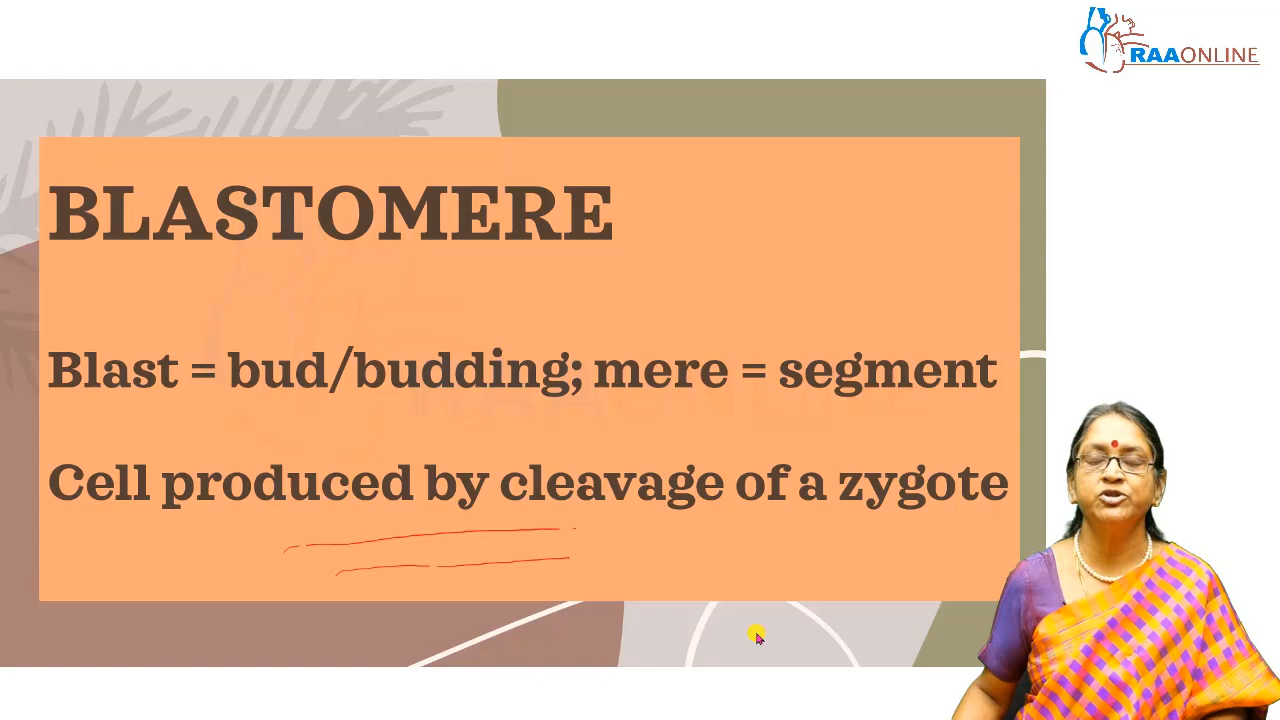 RAAONLINE
BLASTOMERE
Blast = bud/budding; mere = segment
Cell produced by cleavage of a zygote